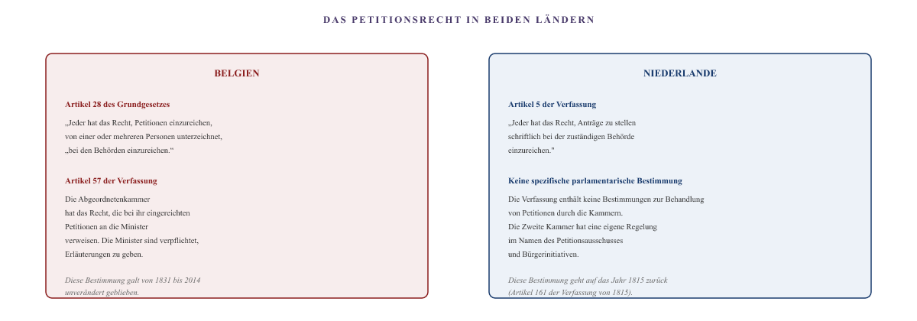 DAS PETITIONSRECHT IN BEIDEN LÄNDERN
BELGIEN
Artikel 28 des Grundgesetzes
„Jeder hat das Recht, Petitionen einzureichen,
von einer oder mehreren Personen unterzeichnet,
„bei den Behörden einzureichen.“
Artikel 57 der Verfassung
Die Abgeordnetenkammer
hat das Recht, die bei ihr eingereichten
Petitionen an die Minister
verweisen. Die Minister sind verpflichtet,
Erläuterungen zu geben.
Diese Bestimmung galt von 1831 bis 2014
unverändert geblieben.
NIEDERLANDE
Artikel 5 der Verfassung
„Jeder hat das Recht, Anträge zu stellen
schriftlich bei der zuständigen Behörde
einzureichen."
Keine spezifische parlamentarische Bestimmung
Die Verfassung enthält keine Bestimmungen zur Behandlung
von Petitionen durch die Kammern.
Die Zweite Kammer hat eine eigene Regelung
im Namen des Petitionsausschusses
und Bürgerinitiativen.
Diese Bestimmung geht auf das Jahr 1815 zurück
(Artikel 161 der Verfassung von 1815).